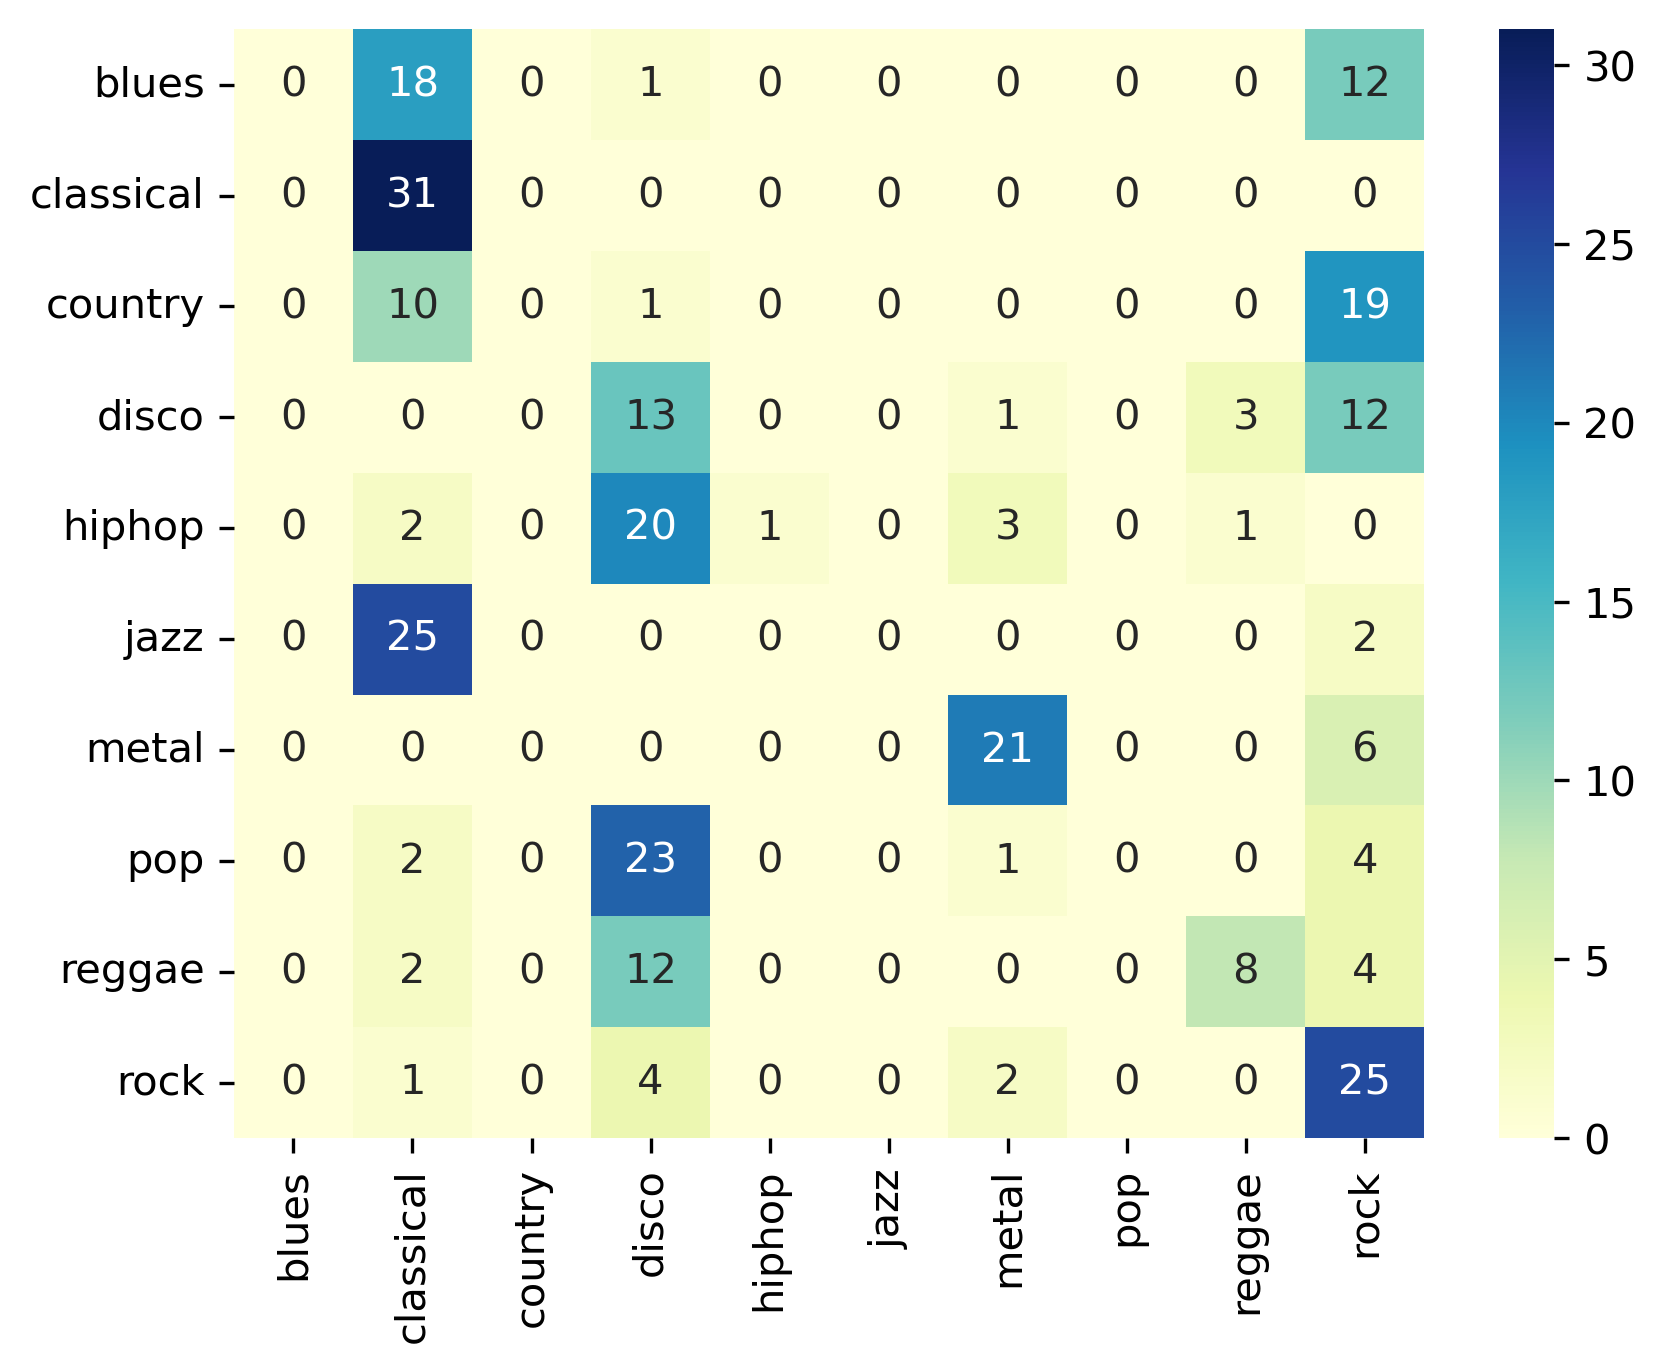 blues 0 18 0 1 0 0 0 0 0 12
classical 0 31 0 0 0 0 0 0 0 0
country 0 10 0 1 0 0 0 0 0 19
disco 0 0 0 13 0 0 1 0 3 12
hiphop 0 2 0 20 1 0 3 0 1 0
jazz 0 25 0 0 0 0 0 0 0 2
metal 0 0 0 0 0 0 21 0 0 6
pop 0 2 0 23 0 0 1 0 0 4
reggae 0 2 0 12 0 0 0 0 8 4
rock 0 1 0 4 0 0 2 0 0 25
blues classical country disco hiphop jazz metal pop reggae rock
30
25
20
15
10
5
0